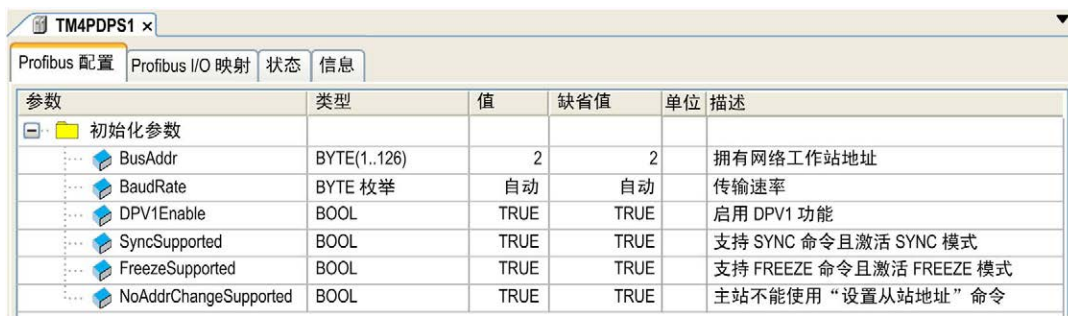 TM4PDPS1 ×
Profibus 配置 Profibus I/O 映射 状态 信息
参数 类型 值 缺省值 单位 描述
初始化参数
BusAddr BYTE(1..126) 2 2 拥有网络工作站地址
BaudRate BYTE 枚举 自动 自动 传输速率
DPV1Enable BOOL TRUE TRUE 启用 DPV1 功能
SyncSupported BOOL TRUE TRUE 支持 SYNC 命令且激活 SYNC 模式
FreezeSupported BOOL TRUE TRUE 支持 FREEZE 命令且激活 FREEZE 模式
NoAddrChangeSupported BOOL TRUE TRUE 主站不能使用“设置从站地址”命令